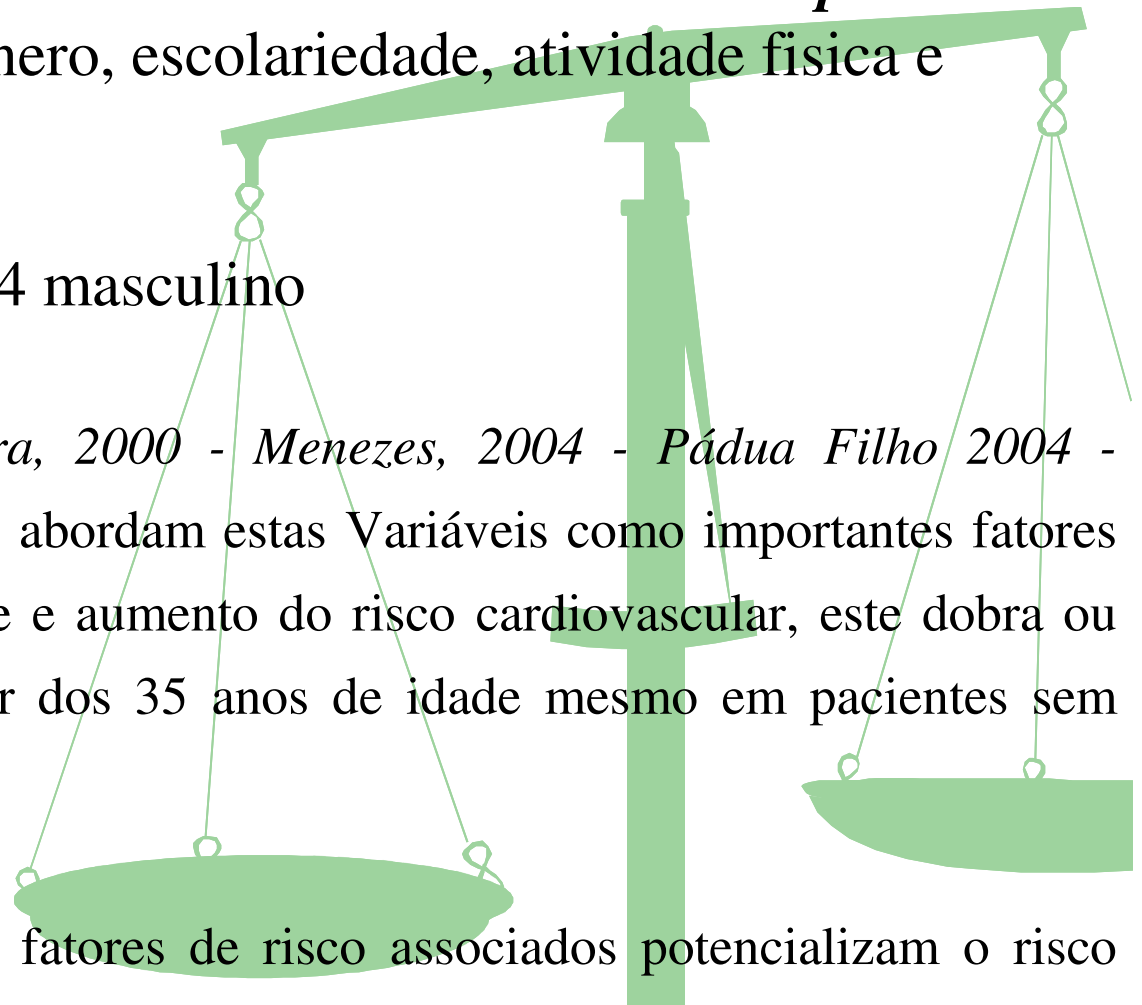 nero, escolariedade, atividade fisica e
4 masculino
ra, 2000 - Menezes, 2004 - Pádua Filho 2004 -
abordam estas Variáveis como importantes fatores
e e aumento do risco cardiovascular, este dobra ou
r dos 35 anos de idade mesmo em pacientes sem
fatores de risco associados potencializam o risco